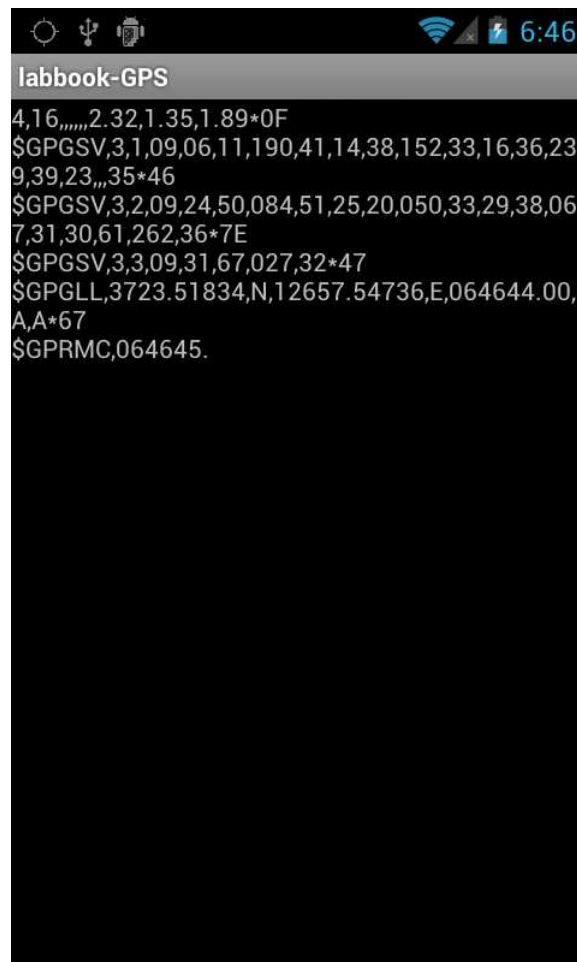 6:46
labbook-GPS
4,16,,,,,,2.32,1.35,1.89*0F
$GPGSV,3,1,09,06,11,190,41,14,38,152,33,16,36,23
9,39,23,,,35*46
$GPGSV,3,2,09,24,50,084,51,25,20,050,33,29,38,06
7,31,30,61,262,36*7E
$GPGSV,3,3,09,31,67,027,32*47
$GPGLL,3723.51834,N,12657.54736,E,064644.00,
A,A*67
$GPRMC,064645.